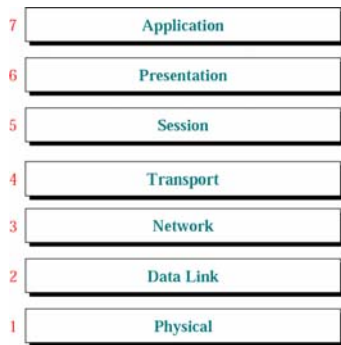 7 Application
6 Presentation
5 Session
4 Transport
3 Network
2 Data Link
1 Physical